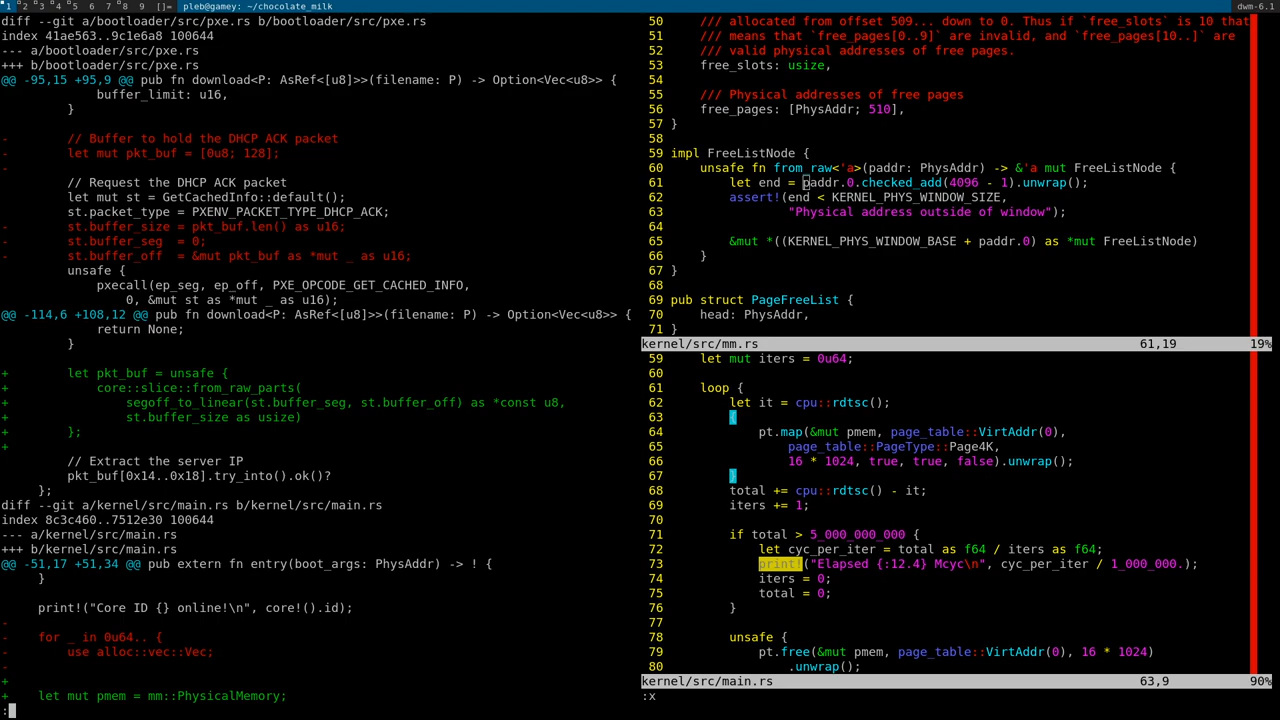 1 2 3 4 5 6 7 8 9 []= pleb@gamey: ~/chocolate_milk dwm-6.1
diff --git a/bootloader/src/pxe.rs b/bootloader/src/pxe.rs
index 41ae563..9c1e6a8 100644
--- a/bootloader/src/pxe.rs
+++ b/bootloader/src/pxe.rs
@@ -95,15 +95,9 @@ pub fn download<P: AsRef<[u8]>>(filename: P) -> Option<Vec<u8>> {
            buffer_limit: u16,
        }

-        // Buffer to hold the DHCP ACK packet
-        let mut pkt_buf = [0u8; 128];
-
        // Request the DHCP ACK packet
        let mut st = GetCachedInfo::default();
        st.packet_type = PXENV_PACKET_TYPE_DHCP_ACK;
-        st.buffer_size = pkt_buf.len() as u16;
-        st.buffer_seg  = 0;
-        st.buffer_off  = &mut pkt_buf as *mut _ as u16;
        unsafe {
            pxecall(ep_seg, ep_off, PXE_OPCODE_GET_CACHED_INFO,
                0, &mut st as *mut _ as u16);
@@ -114,6 +108,12 @@ pub fn download<P: AsRef<[u8]>>(filename: P) -> Option<Vec<u8>> {
            return None;
        }

+        let pkt_buf = unsafe {
+            core::slice::from_raw_parts(
+                segoff_to_linear(st.buffer_seg, st.buffer_off) as *const u8,
+                st.buffer_size as usize)
+        };
+
        // Extract the server IP
        pkt_buf[0x14..0x18].try_into().ok()?
    };
diff --git a/kernel/src/main.rs b/kernel/src/main.rs
index 8c3c460..7512e30 100644
--- a/kernel/src/main.rs
+++ b/kernel/src/main.rs
@@ -51,17 +51,34 @@ pub extern fn entry(boot_args: PhysAddr) -> ! {
    }

    print!("Core ID {} online!\n", core!().id);
-
-    for _ in 0u64.. {
-        use alloc::vec::Vec;
-
+
+    let mut pmem = mm::PhysicalMemory;
:
50     /// allocated from offset 509... down to 0. Thus if `free_slots` is 10 that
51     /// means that `free_pages[0..9]` are invalid, and `free_pages[10..]` are
52     /// valid physical addresses of free pages.
53     free_slots: usize,
54
55     /// Physical addresses of free pages
56     free_pages: [PhysAddr; 510],
57 }
58
59 impl FreeListNode {
60     unsafe fn from_raw<'a>(paddr: PhysAddr) -> &'a mut FreeListNode {
61         let end = paddr.0.checked_add(4096 - 1).unwrap();
62         assert!(end < KERNEL_PHYS_WINDOW_SIZE,
63                 "Physical address outside of window");
64
65         &mut *((KERNEL_PHYS_WINDOW_BASE + paddr.0) as *mut FreeListNode)
66     }
67 }
68
69 pub struct PageFreeList {
70     head: PhysAddr,
71 }
kernel/src/mm.rs 61,19 19%
59     let mut iters = 0u64;
60
61     loop {
62         let it = cpu::rdtsc();
63         {
64             pt.map(&mut pmem, page_table::VirtAddr(0),
65                 page_table::PageType::Page4K,
66                 16 * 1024, true, true, false).unwrap();
67         }
68         total += cpu::rdtsc() - it;
69         iters += 1;
70
71         if total > 5_000_000_000 {
72             let cyc_per_iter = total as f64 / iters as f64;
73             print!("Elapsed {:12.4} Mcyc\n", cyc_per_iter / 1_000_000.);
74             iters = 0;
75             total = 0;
76         }
77
78         unsafe {
79             pt.free(&mut pmem, page_table::VirtAddr(0), 16 * 1024)
80                 .unwrap();
kernel/src/main.rs 63,9 90%
:x